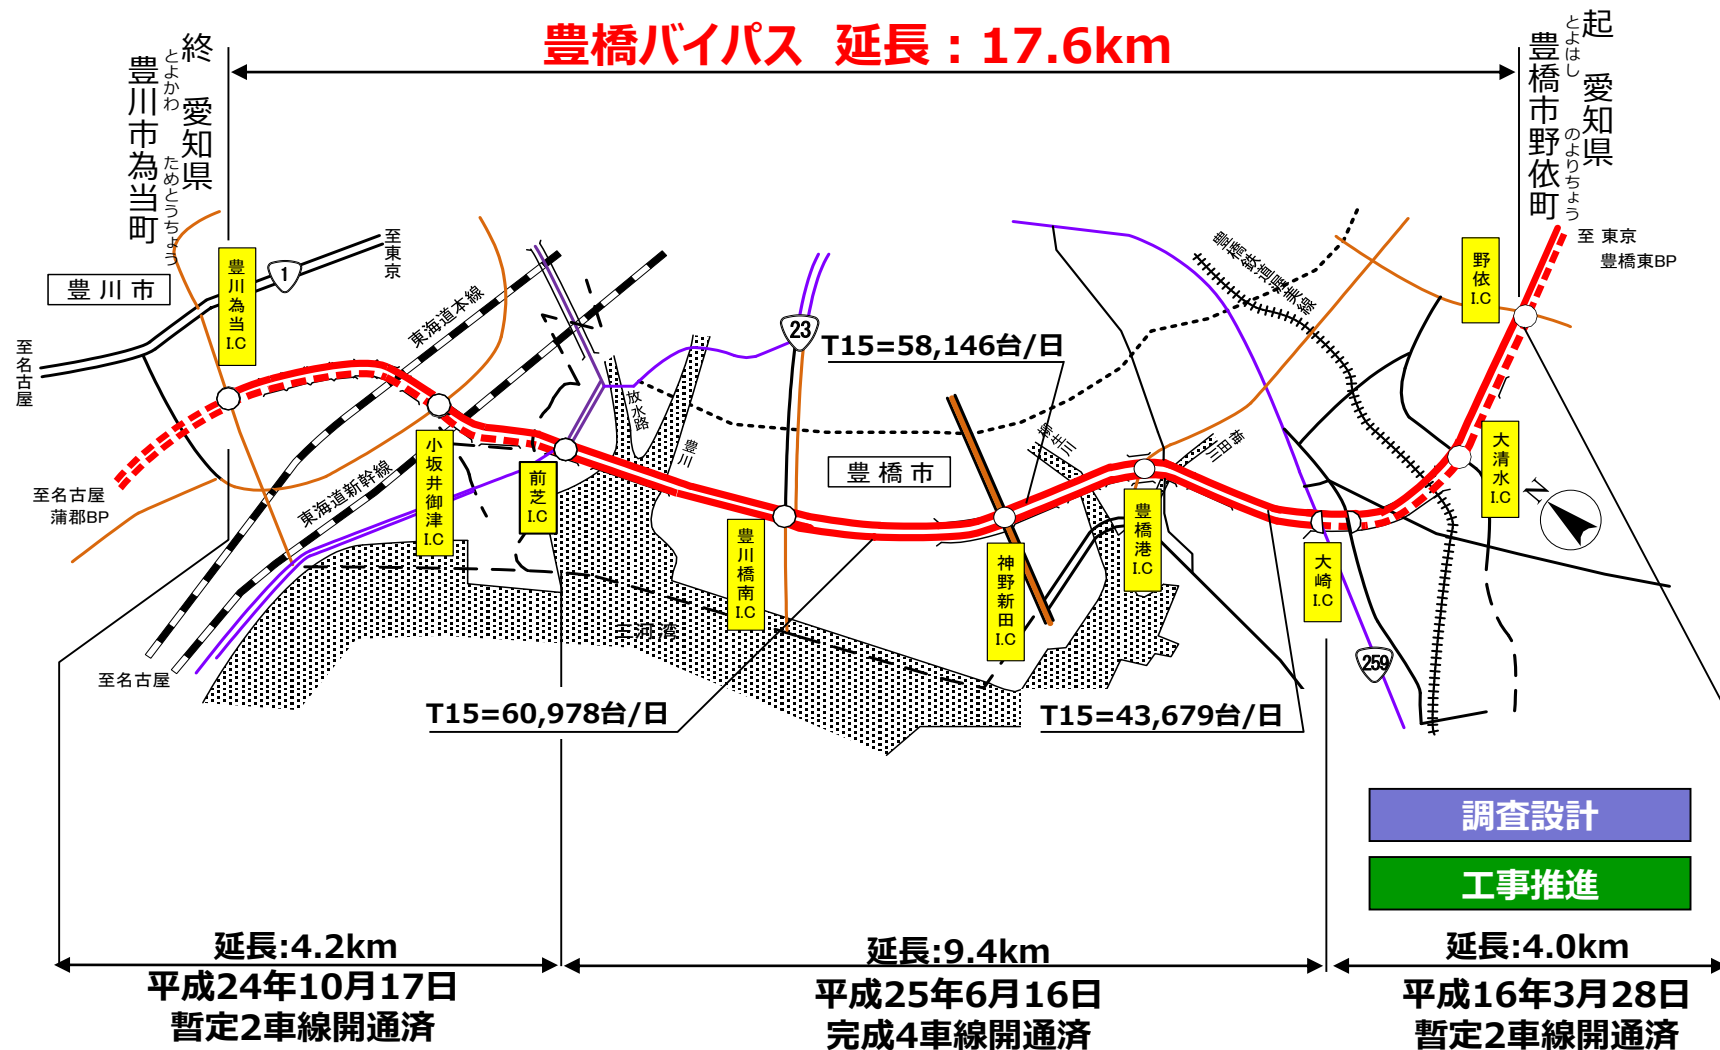 豊橋バイパス 延長：17.6km
起 愛知県
豊橋市野依町
とよはし のよりちょう
終 愛知県
豊川市為当町
とよかわ ためとうちょう
至 東京
豊橋東BP
野依I.C
豊橋鉄道渥美線
至東京
1
豊川市
豊川為当I.C
東海道本線
23
T15=58,146台/日
至名古屋
放水路
豊川
柳生川
梅田川
豊橋市
大清水I.C
N
小坂井御津I.C
東海道新幹線
前芝I.C
至名古屋
蒲郡BP
豊川橋南I.C
神野新田I.C
豊橋港I.C
大崎I.C
三河湾
259
至名古屋
T15=60,978台/日
T15=43,679台/日
調査設計
工事推進
延長:4.2km
平成24年10月17日
暫定2車線開通済
延長:9.4km
平成25年6月16日
完成4車線開通済
延長:4.0km
平成16年3月28日
暫定2車線開通済